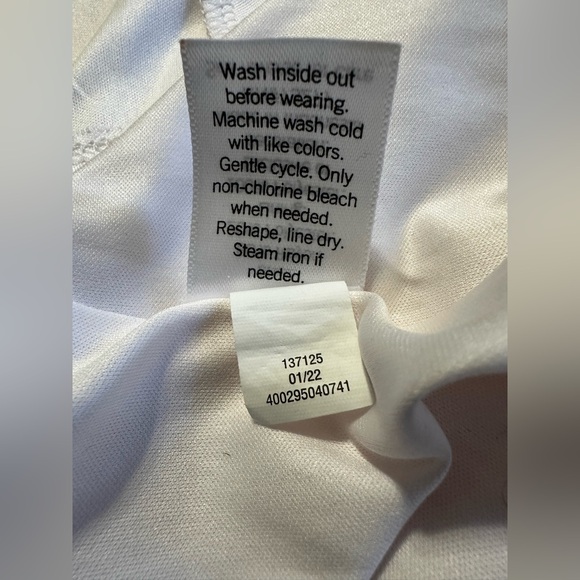 Wash inside out
before wearing.
Machine wash cold
with like colors.
Gentle cycle. Only
non-chlorine bleach
when needed.
Reshape, line dry.
Steam iron if
needed.
137125
01/22
400295040741